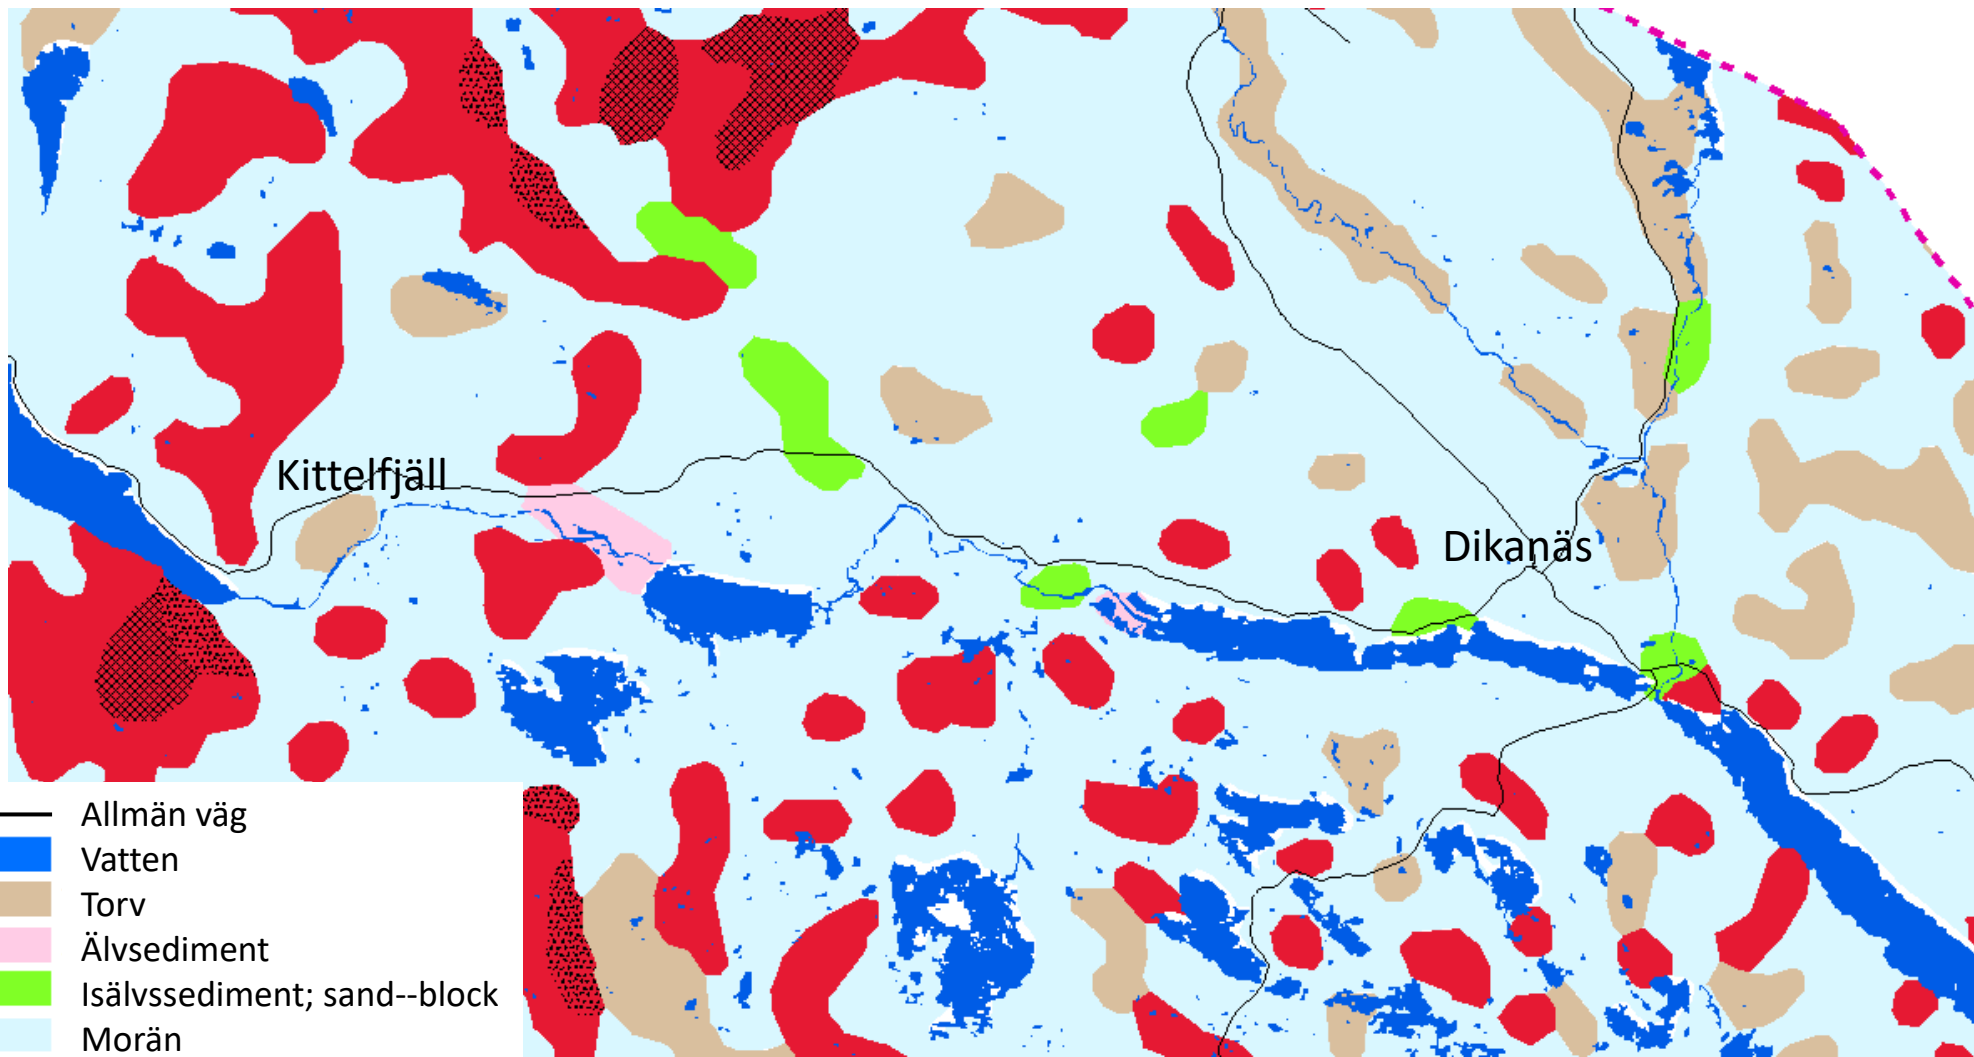 Kittelfjäll
Dikanäs
Allmän väg
Vatten
Torv
Älvsediment
Isälvssediment; sand--block
Morän